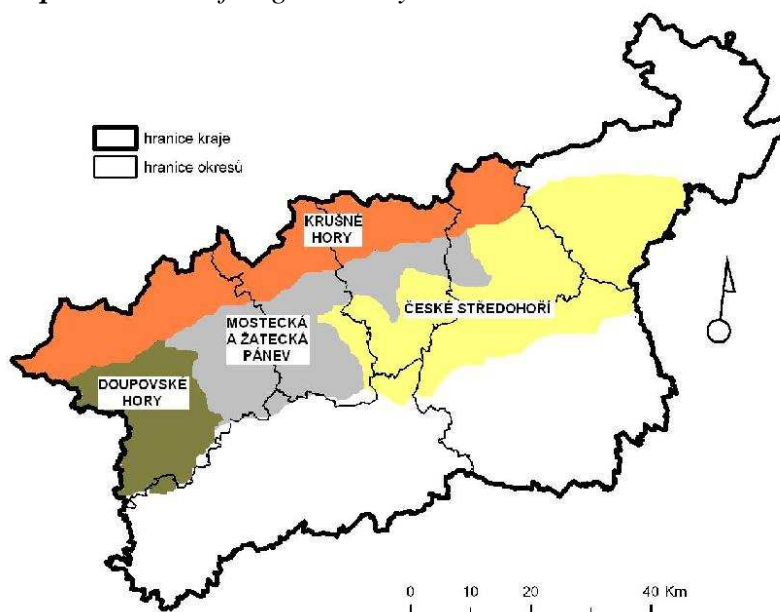 hranice kraje
hranice okresů
KRUŠNÉ
HORY
ČESKÉ STŘEDOHOŘÍ
MOSTECKÁ
A ŽATECKÁ
PÁNEV
DOUPOVSKÉ
HORY
0 10 20 40 Km